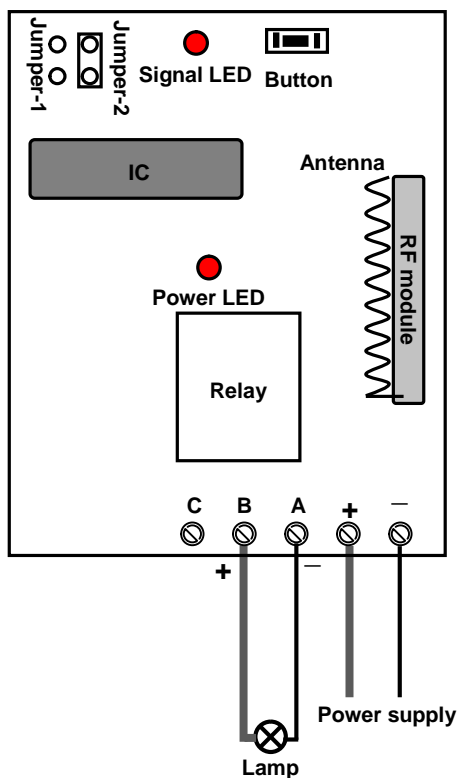 Jumper-1
Jumper-2
Signal LED
Button
IC
Antenna
RF module
Power LED
Relay
C B A + −
+ −
Power supply
Lamp